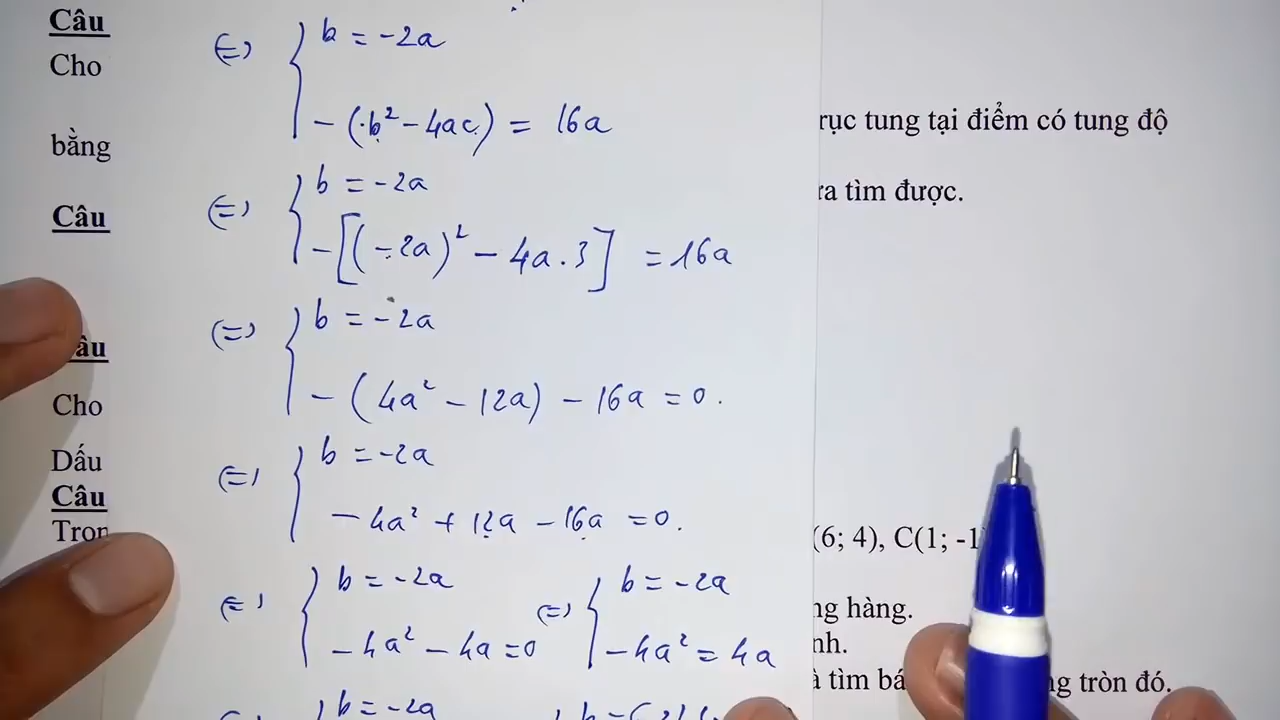 Câu
(=) { b = -2a
Cho
- (b² - 4ac) = 16a
rục tung tại điểm có tung độ
bằng
(=) { b = -2a
ra tìm được.
Câu
- [(-2a)² - 4a.3] = 16a
(=) { b = -2a
âu
Cho
- (4a² - 12a) - 16a = 0.
(=) { b = -2a
Dấu
Câu
- 4a² + 12a - 16a = 0.
Tron
(6; 4), C(1; -1
(=) { b = -2a (=) { b = -2a
ng hàng.
- 4a² - 4a = 0 - 4a² = 4a
nh.
à tìm bá g tròn đó.
b = -2a